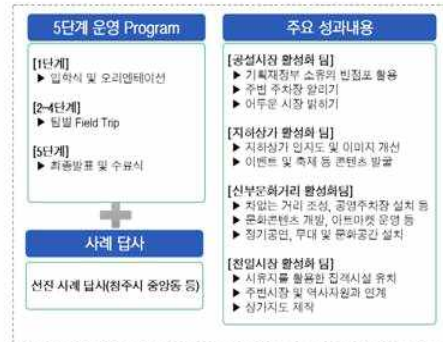 5단계 운영 Program
[1단계]
▶ 입학식 및 오리엔테이션
[2~4단계]
▶ 팀별 Field Trip
[5단계]
▶ 최종발표 및 수료식
사례 답사
선진 사례 답사(청주시 중앙동 등)
주요 성과내용
[공설시장 활성화 팀]
▶ 기획재정부 소유의 빈점포 활용
▶ 주변 주차장 알리기
▶ 어두운 시장 밝히기
[지하상가 활성화 팀]
▶ 지하상가 인지도 및 이미지 개선
▶ 이벤트 및 축제 등 콘텐츠 발굴
[신부문화거리 활성화팀]
▶ 차없는 거리 조성, 공영주차장 설치 등
▶ 문화콘텐츠 개발, 아트마켓 운영 등
▶ 정기공연, 무대 및 문화공간 설치
[천일시장 활성화 팀]
▶ 시유지를 활용한 집객시설 유치
▶ 주변시장 및 역사자원과 연계
▶ 상가지도 제작